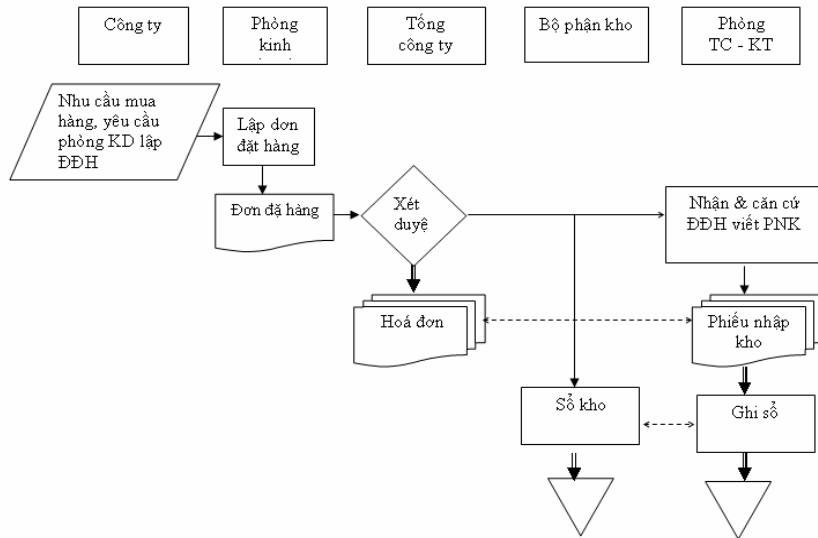 Công ty
Phòng
kinh
Tổng
công ty
Bộ phận kho
Phòng
TC - KT
Nhu cầu mua
hàng, yêu cầu
phòng KD lập
ĐĐH
Lập dơn
đặt hàng
Đơn đặ hàng
Xét
duyệ
Nhận & căn cứ
ĐĐH viết PNK
Hoá đơn
Phiếu nhập
kho
Sổ kho
Ghi sổ